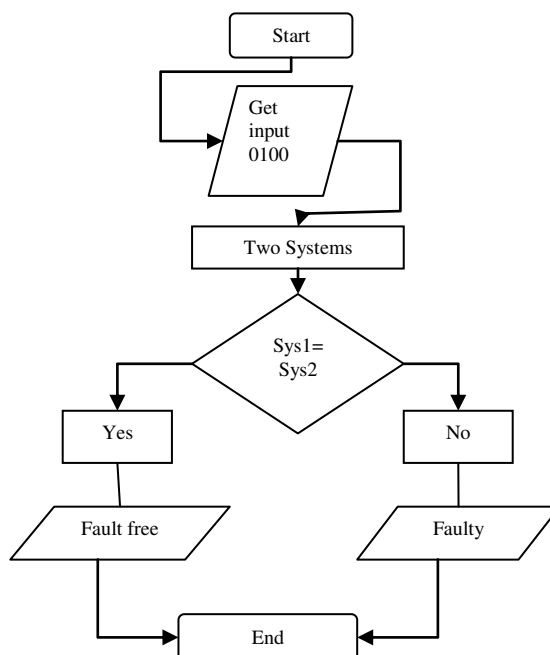 Start
Get
input
0100
Two Systems
Sys1=
Sys2
Yes
No
Fault free
Faulty
End